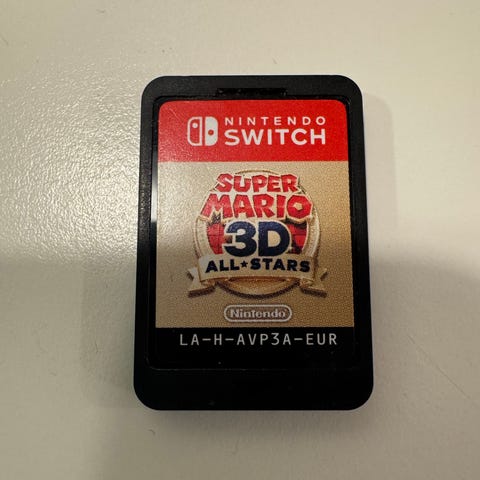 NINTENDO
SWITCH
SUPER
MARIO
3D
ALL★STARS
Nintendo
LA-H-AVP3A-EUR